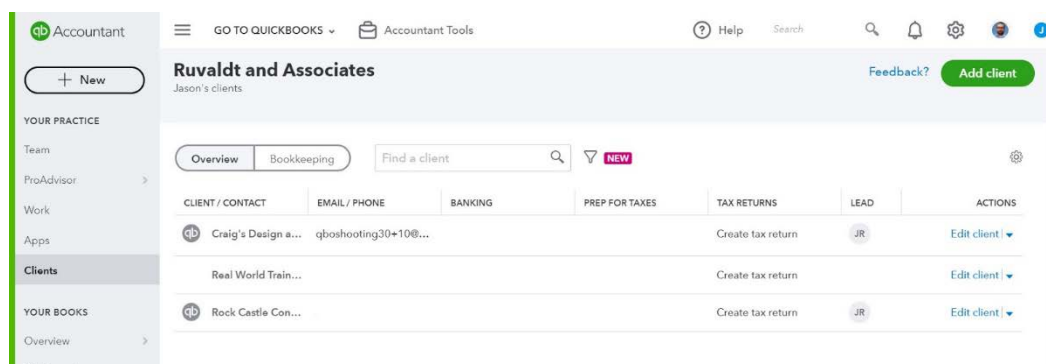 qb Accountant
GO TO QUICKBOOKS
Accountant Tools
? Help
Search
J
+ New
Ruvaldt and Associates
Jason's clients
Feedback?
Add client
YOUR PRACTICE
Team
ProAdvisor
Work
Apps
Clients
YOUR BOOKS
Overview
Overview
Bookkeeping
Find a client
NEW
CLIENT / CONTACT EMAIL / PHONE BANKING PREP FOR TAXES TAX RETURNS LEAD ACTIONS
qb Craig's Design a... qboshooting30+10@... Create tax return JR Edit client
Real World Train... Create tax return Edit client
qb Rock Castle Con... Create tax return JR Edit client